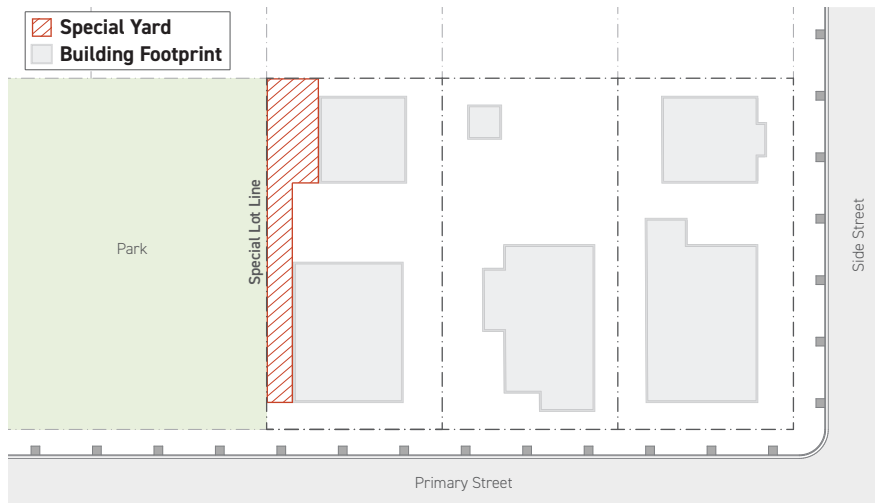 Special Yard
Building Footprint
Special Lot Line
Park
Side Street
Primary Street